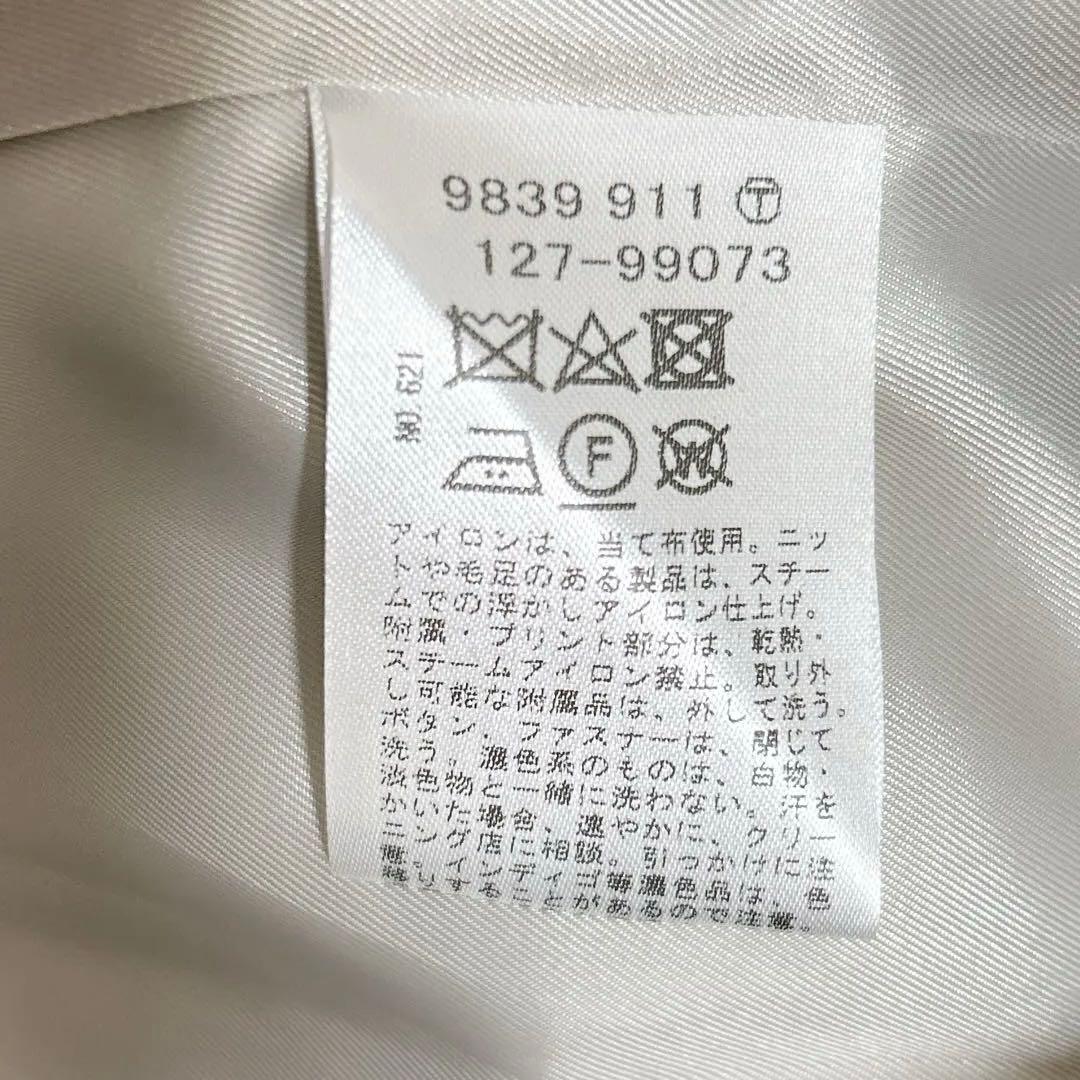 9839 911 Ⓣ
127-99073
NO.621
F
W
アイロンは、当て布使用。ニッ
トや毛足のある製品は、スチー
ムでの浮かしアイロン仕上げ。
附属・プリント部分は、乾熱・
スチームアイロン禁止。取り外
し可能な附属品は、外して洗う。
ボタン、ファスナーは、閉じて
洗う。濃色系のものは、白物・
淡色物と一緒に洗わない。汗を
かいた場合、速やかに、クリー
ニング店に相談。引っかけに注
意。インディゴ等濃色品は、色
移りすることがあるので注意。